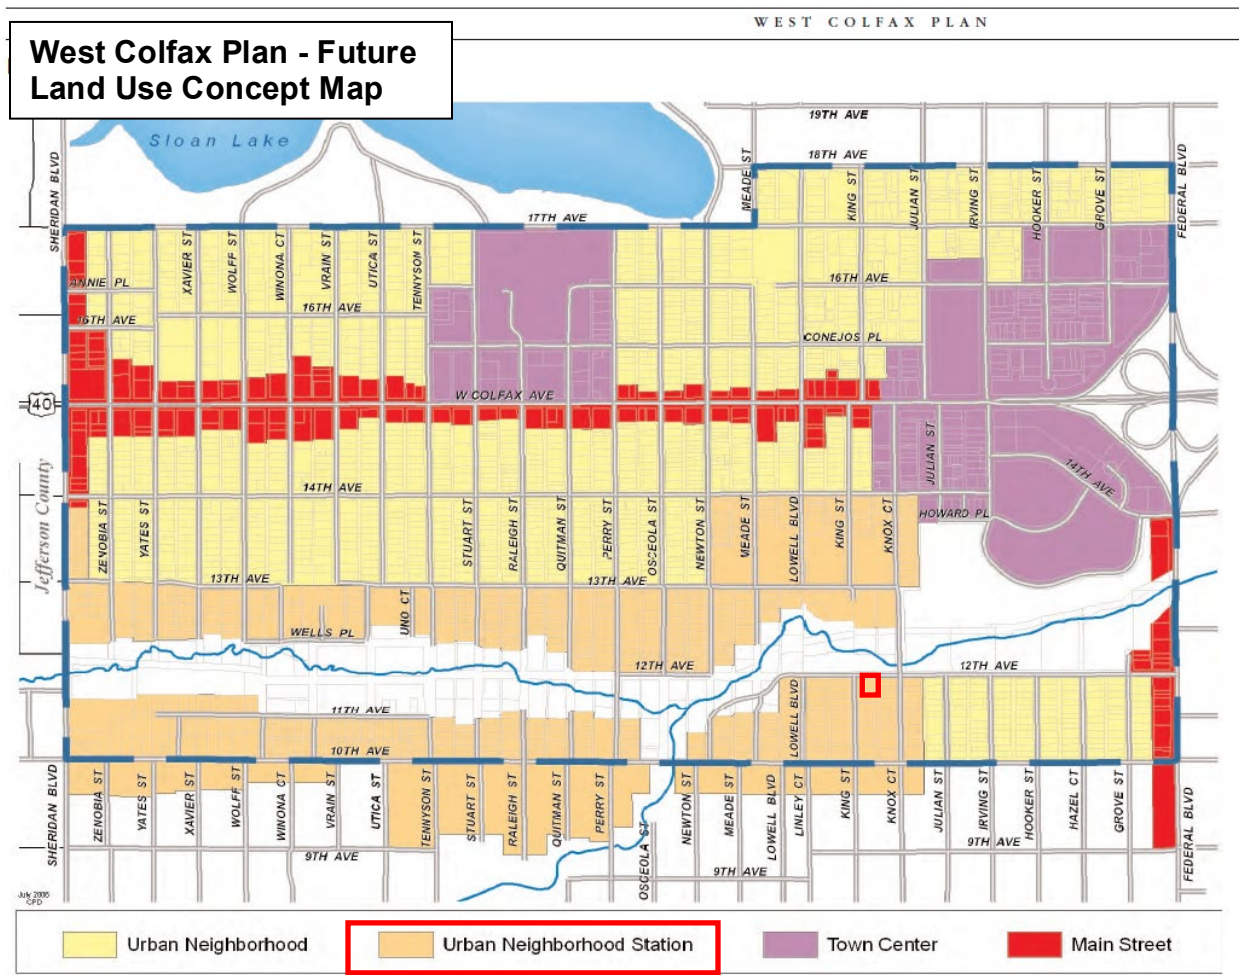 WEST COLFAX PLAN
West Colfax Plan - Future
Land Use Concept Map
Sloan Lake
19TH AVE
18TH AVE
17TH AVE
SHERIDAN BLVD
MEADE ST
KING ST
JULIAN ST
IRVING ST
HOOKER ST
GROVE ST
FEDERAL BLVD
XAVIER ST
WOLFF ST
WINONA CT
VRAIN ST
UTICA ST
TENNYSON ST
ANNIE PL
16TH AVE
16TH AVE
16TH AVE
CONEJOS PL
W COLFAX AVE
40
Jefferson County
14TH AVE
JULIAN ST
14TH AVE
HOWARD PL
ZENOBIA ST
YATES ST
STUART ST
RALEIGH ST
QUITMAN ST
PERRY ST
OSCEOLA ST
NEWTON ST
MEADE ST
LOWELL BLVD
KING ST
KNOX CT
13TH AVE
13TH AVE
UNO CT
WELLS PL
12TH AVE
12TH AVE
LOWELL BLVD
11TH AVE
10TH AVE
SHERIDAN BLVD
ZENOBIA ST
YATES ST
XAVIER ST
WOLFF ST
WINONA CT
VRAIN ST
UTICA ST
TENNYSON ST
STUART ST
RALEIGH ST
QUITMAN ST
PERRY ST
OSCEOLA ST
NEWTON ST
MEADE ST
LOWELL BLVD
LINLEY CT
KING ST
KNOX CT
JULIAN ST
IRVING ST
HOOKER ST
HAZEL CT
GROVE ST
FEDERAL BLVD
9TH AVE
9TH AVE
9TH AVE
July 2006
CPD
Urban Neighborhood
Urban Neighborhood Station
Town Center
Main Street